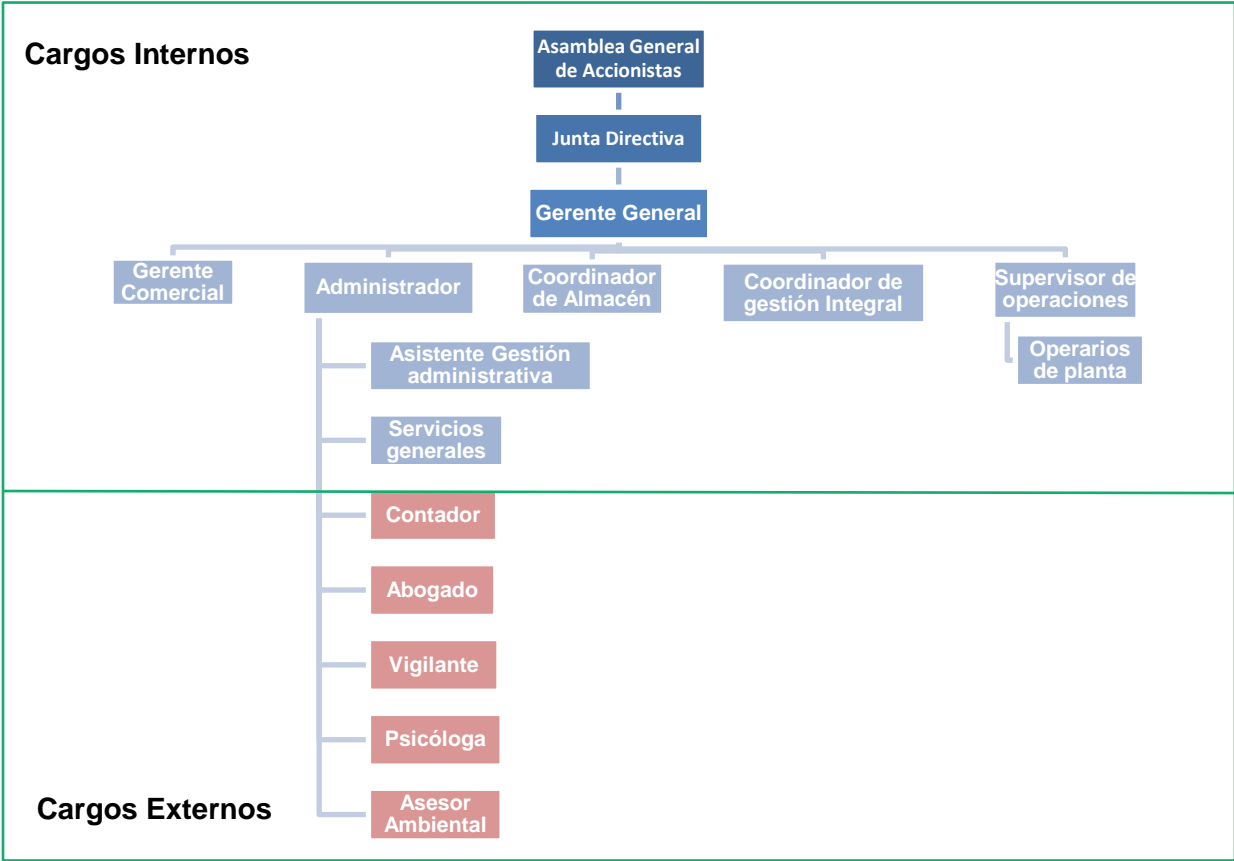 Cargos Internos
Asamblea General
de Accionistas
Junta Directiva
Gerente General
Gerente
Comercial
Administrador
Coordinador
de Almacén
Coordinador de
gestión Integral
Supervisor de
operaciones
Asistente Gestión
administrativa
Operarios
de planta
Servicios
generales
Contador
Abogado
Vigilante
Psicóloga
Asesor
Ambiental
Cargos Externos